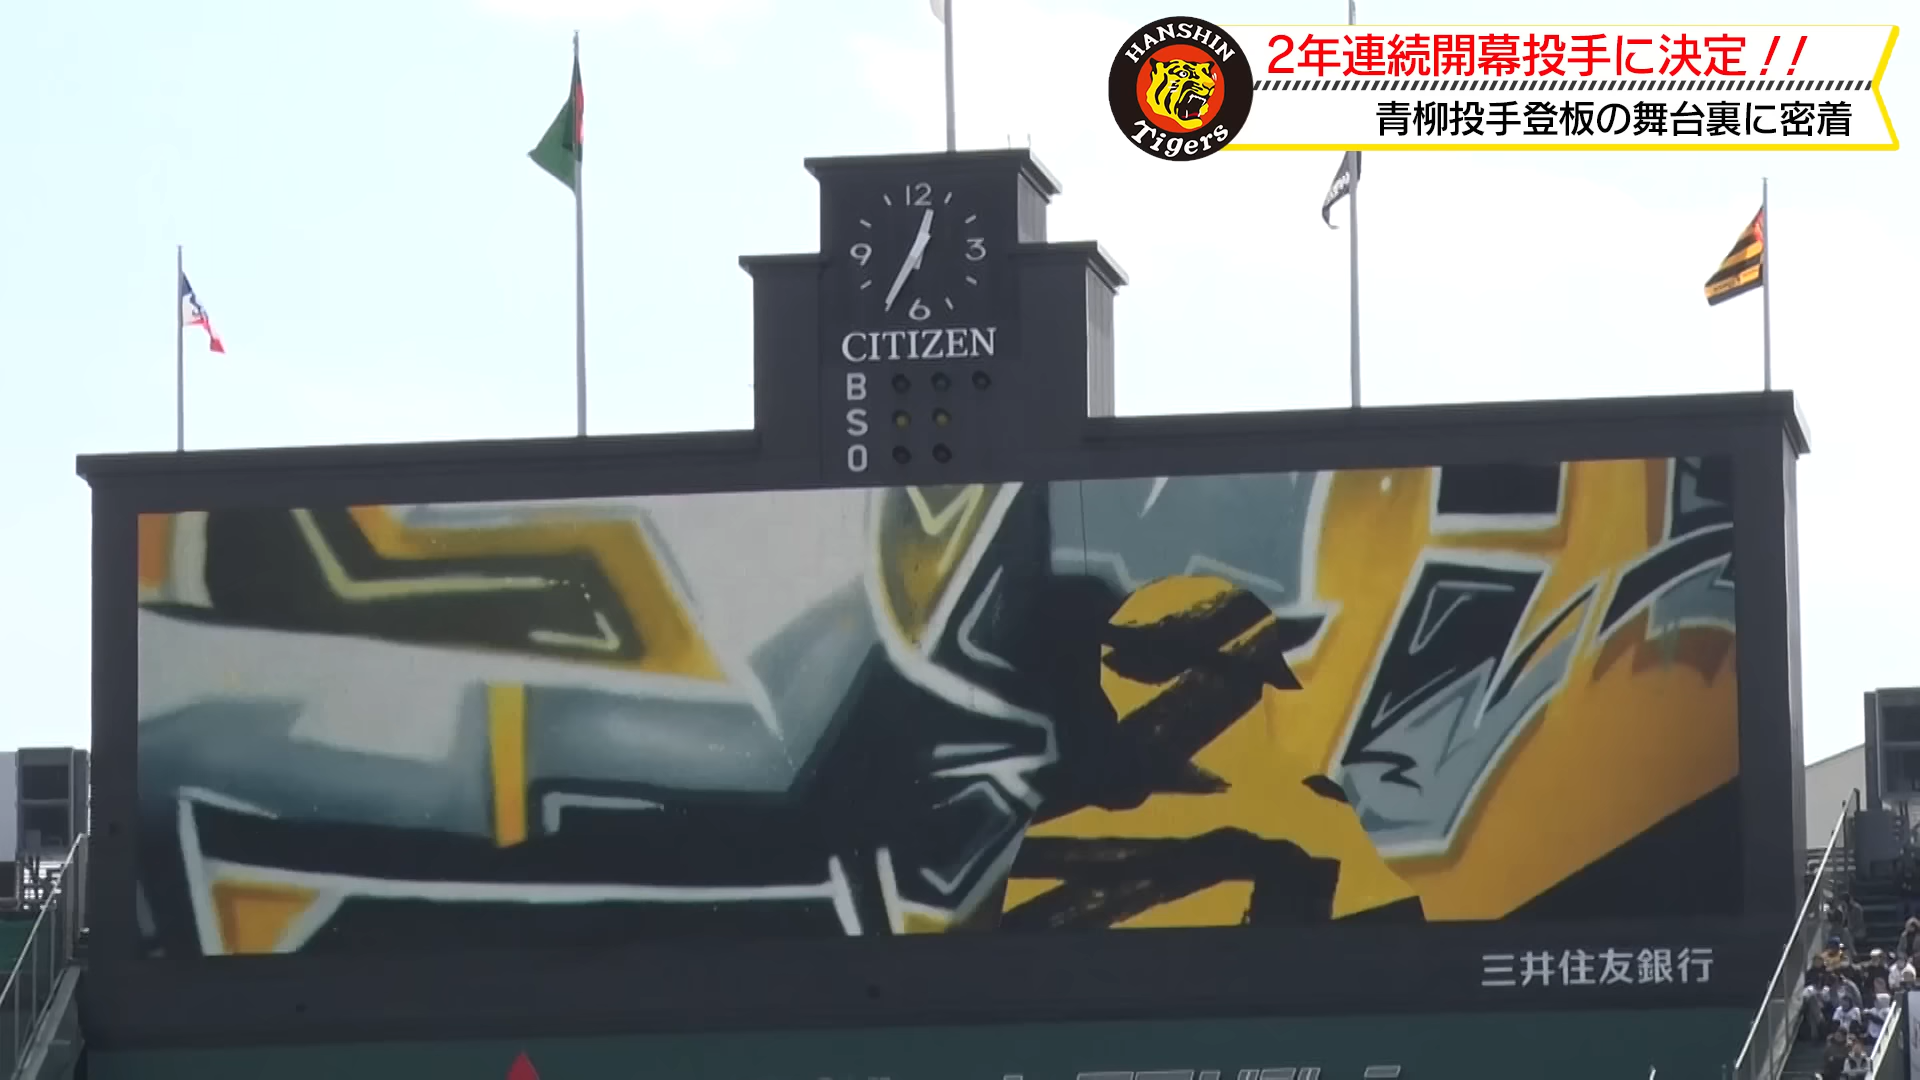 HANSHIN
Tigers
2年連続開幕投手に決定!!
青柳投手登板の舞台裏に密着
12
9 3
6
CITIZEN
B
S
O
三井住友銀行